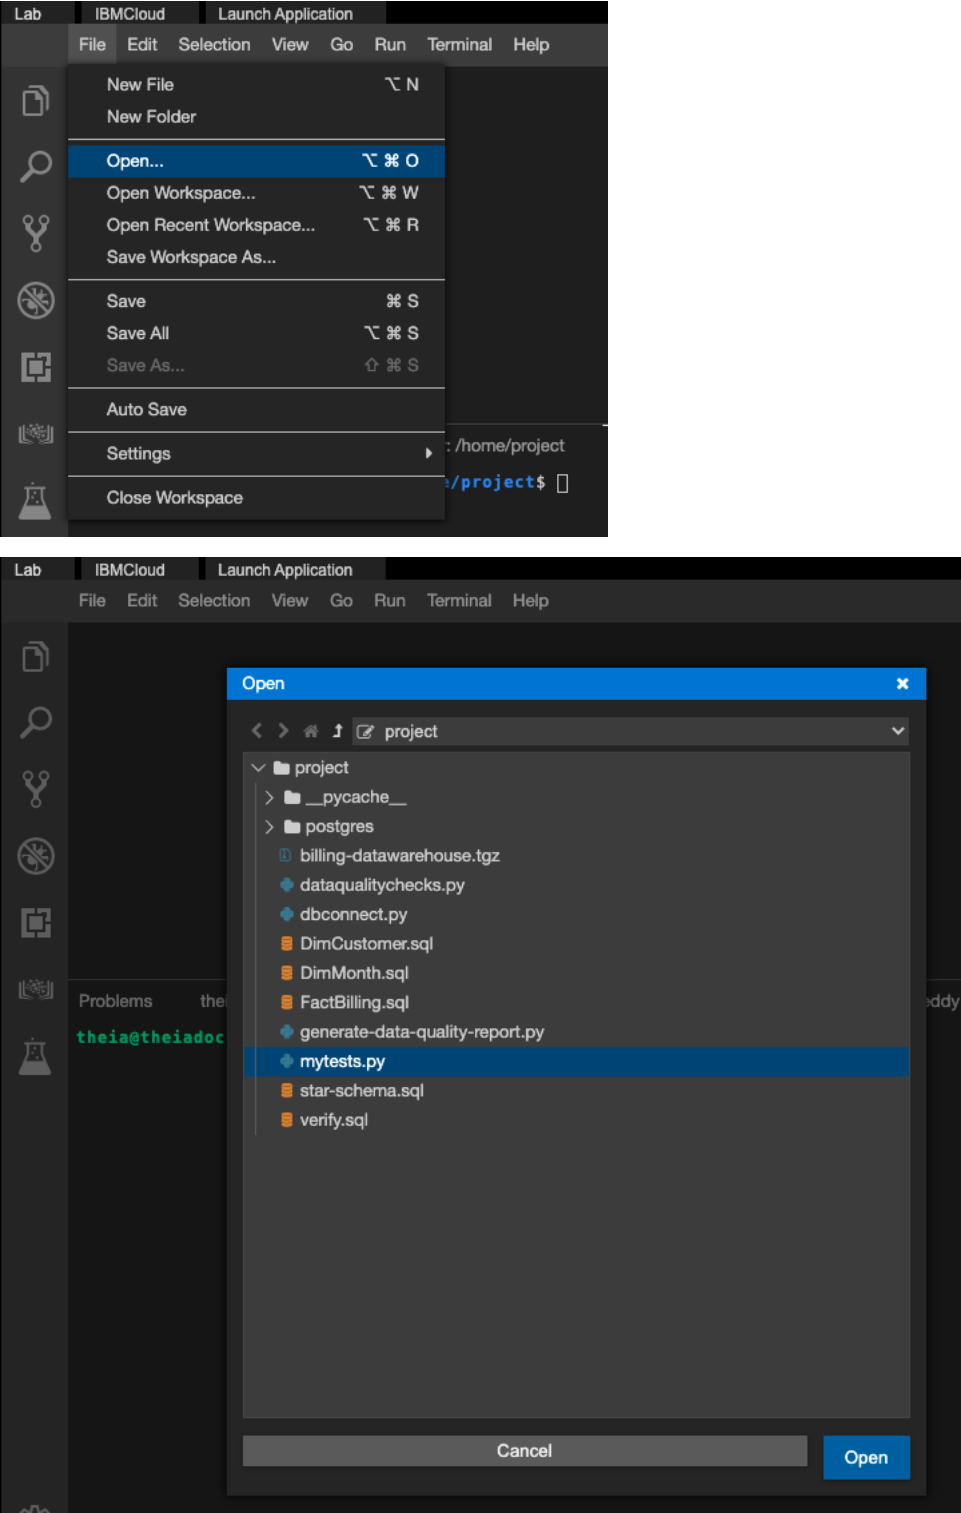 Lab IBMCloud Launch Application
File Edit Selection View Go Run Terminal Help
New File ⌥ N
New Folder
Open... ⌥ ⌘ O
Open Workspace... ⌥ ⌘ W
Open Recent Workspace... ⌥ ⌘ R
Save Workspace As...
Save ⌘ S
Save All ⌥ ⌘ S
Save As... ⇧ ⌘ S
Auto Save
Settings
: /home/project
/project$
Close Workspace
Lab IBMCloud Launch Application
File Edit Selection View Go Run Terminal Help
Open
project
project
__pycache__
postgres
billing-datawarehouse.tgz
dataqualitychecks.py
dbconnect.py
DimCustomer.sql
DimMonth.sql
FactBilling.sql
Problems thei eddy
generate-data-quality-report.py
theia@theiadoc
mytests.py
star-schema.sql
verify.sql
Cancel Open